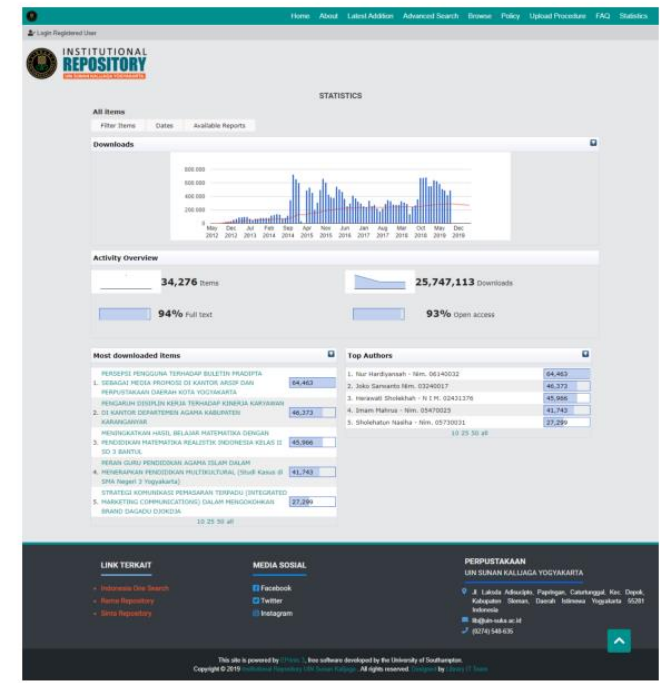 Home About Latest Addition Advanced Search Browse Policy Upload Procedure FAQ Statistics
Login Registered User
INSTITUTIONAL
REPOSITORY
UIN SUNAN KALIJAGA YOGYAKARTA
STATISTICS
All items
Filter Items Dates Available Reports
Downloads
800 000
600 000
400 000
200 000
0
May Dec Jul Feb Sep Apr Nov Jun Jan Aug Mar Oct May Dec
2012 2012 2013 2014 2014 2015 2015 2016 2017 2017 2018 2018 2019 2019
Activity Overview
34,276 Items
25,747,113 Downloads
94% Full text
93% Open access
Most downloaded items
PERSEPSI PENGGUNA TERHADAP BULETIN PRADIPTA
1. SEBAGAI MEDIA PROMOSI DI KANTOR ARSIP DAN 64,463
PERPUSTAKAAN DAERAH KOTA YOGYAKARTA
PENGARUH DISIPLIN KERJA TERHADAP KINERJA KARYAWAN
2. DI KANTOR DEPARTEMEN AGAMA KABUPATEN 46,373
KARANGANYAR
MENINGKATKAN HASIL BELAJAR MATEMATIKA DENGAN
3. PENDIDIKAN MATEMATIKA REALISTIK INDONESIA KELAS II 45,966
SD 3 BANTUL
PERAN GURU PENDIDIKAN AGAMA ISLAM DALAM
4. MENERAPKAN PENDIDIKAN MULTIKULTURAL (Studi Kasus di 41,743
SMA Negeri 3 Yogyakarta)
STRATEGI KOMUNIKASI PEMASARAN TERPADU (INTEGRATED
5. MARKETING COMMUNICATIONS) DALAM MENGOKOHKAN 27,299
BRAND DAGADU DJOKDJA
10 25 50 all
Top Authors
1. Nur Hardiyansah - Nim. 06140032 64,463
2. Joko Sarwanto Nim. 03240017 46,373
3. Herawati Sholekhah - N I M. 02431376 45,966
4. Imam Mahrus - Nim. 05470025 41,743
5. Sholehatun Nasiha - Nim. 05730031 27,299
10 25 50 all
LINK TERKAIT
Indonesia One Search
Rama Repository
Sinta Repository
MEDIA SOSIAL
Facebook
Twitter
Instagram
PERPUSTAKAAN
UIN SUNAN KALIJAGA YOGYAKARTA
Jl. Laksda Adisucipto, Papringan, Caturtunggal, Kec. Depok,
Kabupaten Sleman, Daerah Istimewa Yogyakarta 55281
Indonesia
lib@uin-suka.ac.id
(0274) 548-635
This site is powered by EPrints 3, free software developed by the University of Southampton.
Copyright © 2019 Institutional Repository UIN Sunan Kalijaga . All rights reserved. Designed by Library IT Team